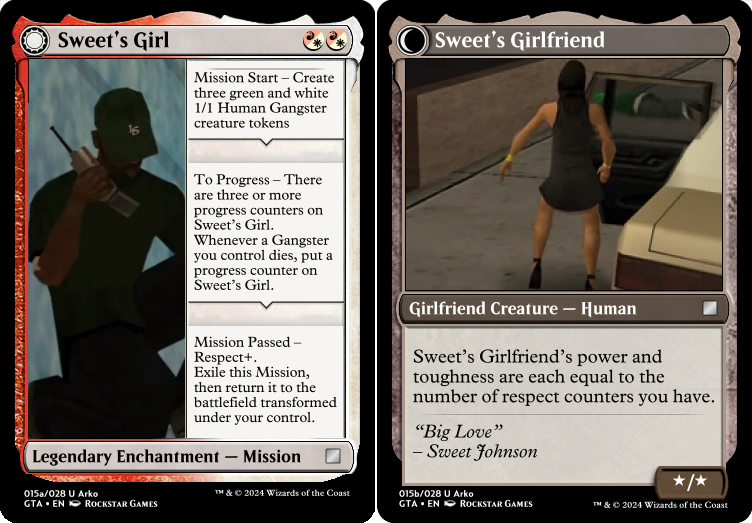 Sweet's Girl
Mission Start – Create
three green and white
1/1 Human Gangster
creature tokens
To Progress – There
are three or more
progress counters on
Sweet's Girl.
Whenever a Gangster
you control dies, put a
progress counter on
Sweet's Girl.
Mission Passed –
Respect+.
Exile this Mission,
then return it to the
battlefield transformed
under your control.
Legendary Enchantment — Mission
015a/028 U Arko
GTA • EN Rockstar Games
™ & © 2024 Wizards of the Coast
Sweet's Girlfriend
Girlfriend Creature — Human
Sweet's Girlfriend's power and
toughness are each equal to the
number of respect counters you have.
“Big Love”
– Sweet Johnson
★/★
015b/028 U Arko
GTA • EN Rockstar Games
™ & © 2024 Wizards of the Coast